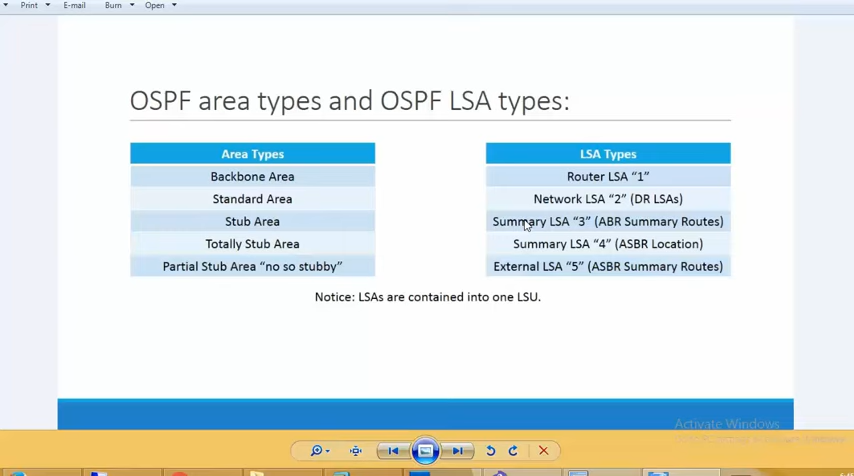 Print E-mail Burn Open
OSPF area types and OSPF LSA types:
Area Types
Backbone Area
Standard Area
Stub Area
Totally Stub Area
Partial Stub Area “no so stubby”
LSA Types
Router LSA “1”
Network LSA “2” (DR LSAs)
Summary LSA “3” (ABR Summary Routes)
Summary LSA “4” (ASBR Location)
External LSA “5” (ASBR Summary Routes)
Notice: LSAs are contained into one LSU.
Activate Windows